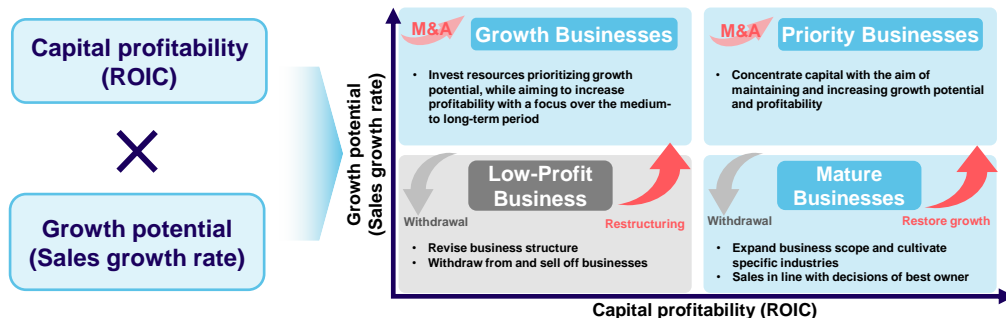 Capital profitability
(ROIC)
Growth potential
(Sales growth rate)
Growth potential
(Sales growth rate)
M&A
Growth Businesses
• Invest resources prioritizing growth
potential, while aiming to increase
profitability with a focus over the medium-
to long-term period
M&A
Priority Businesses
• Concentrate capital with the aim of
maintaining and increasing growth potential
and profitability
Low-Profit
Business
Withdrawal
Restructuring
• Revise business structure
• Withdraw from and sell off businesses
Mature
Businesses
Withdrawal
Restore growth
• Expand business scope and cultivate
specific industries
• Sales in line with decisions of best owner
Capital profitability (ROIC)